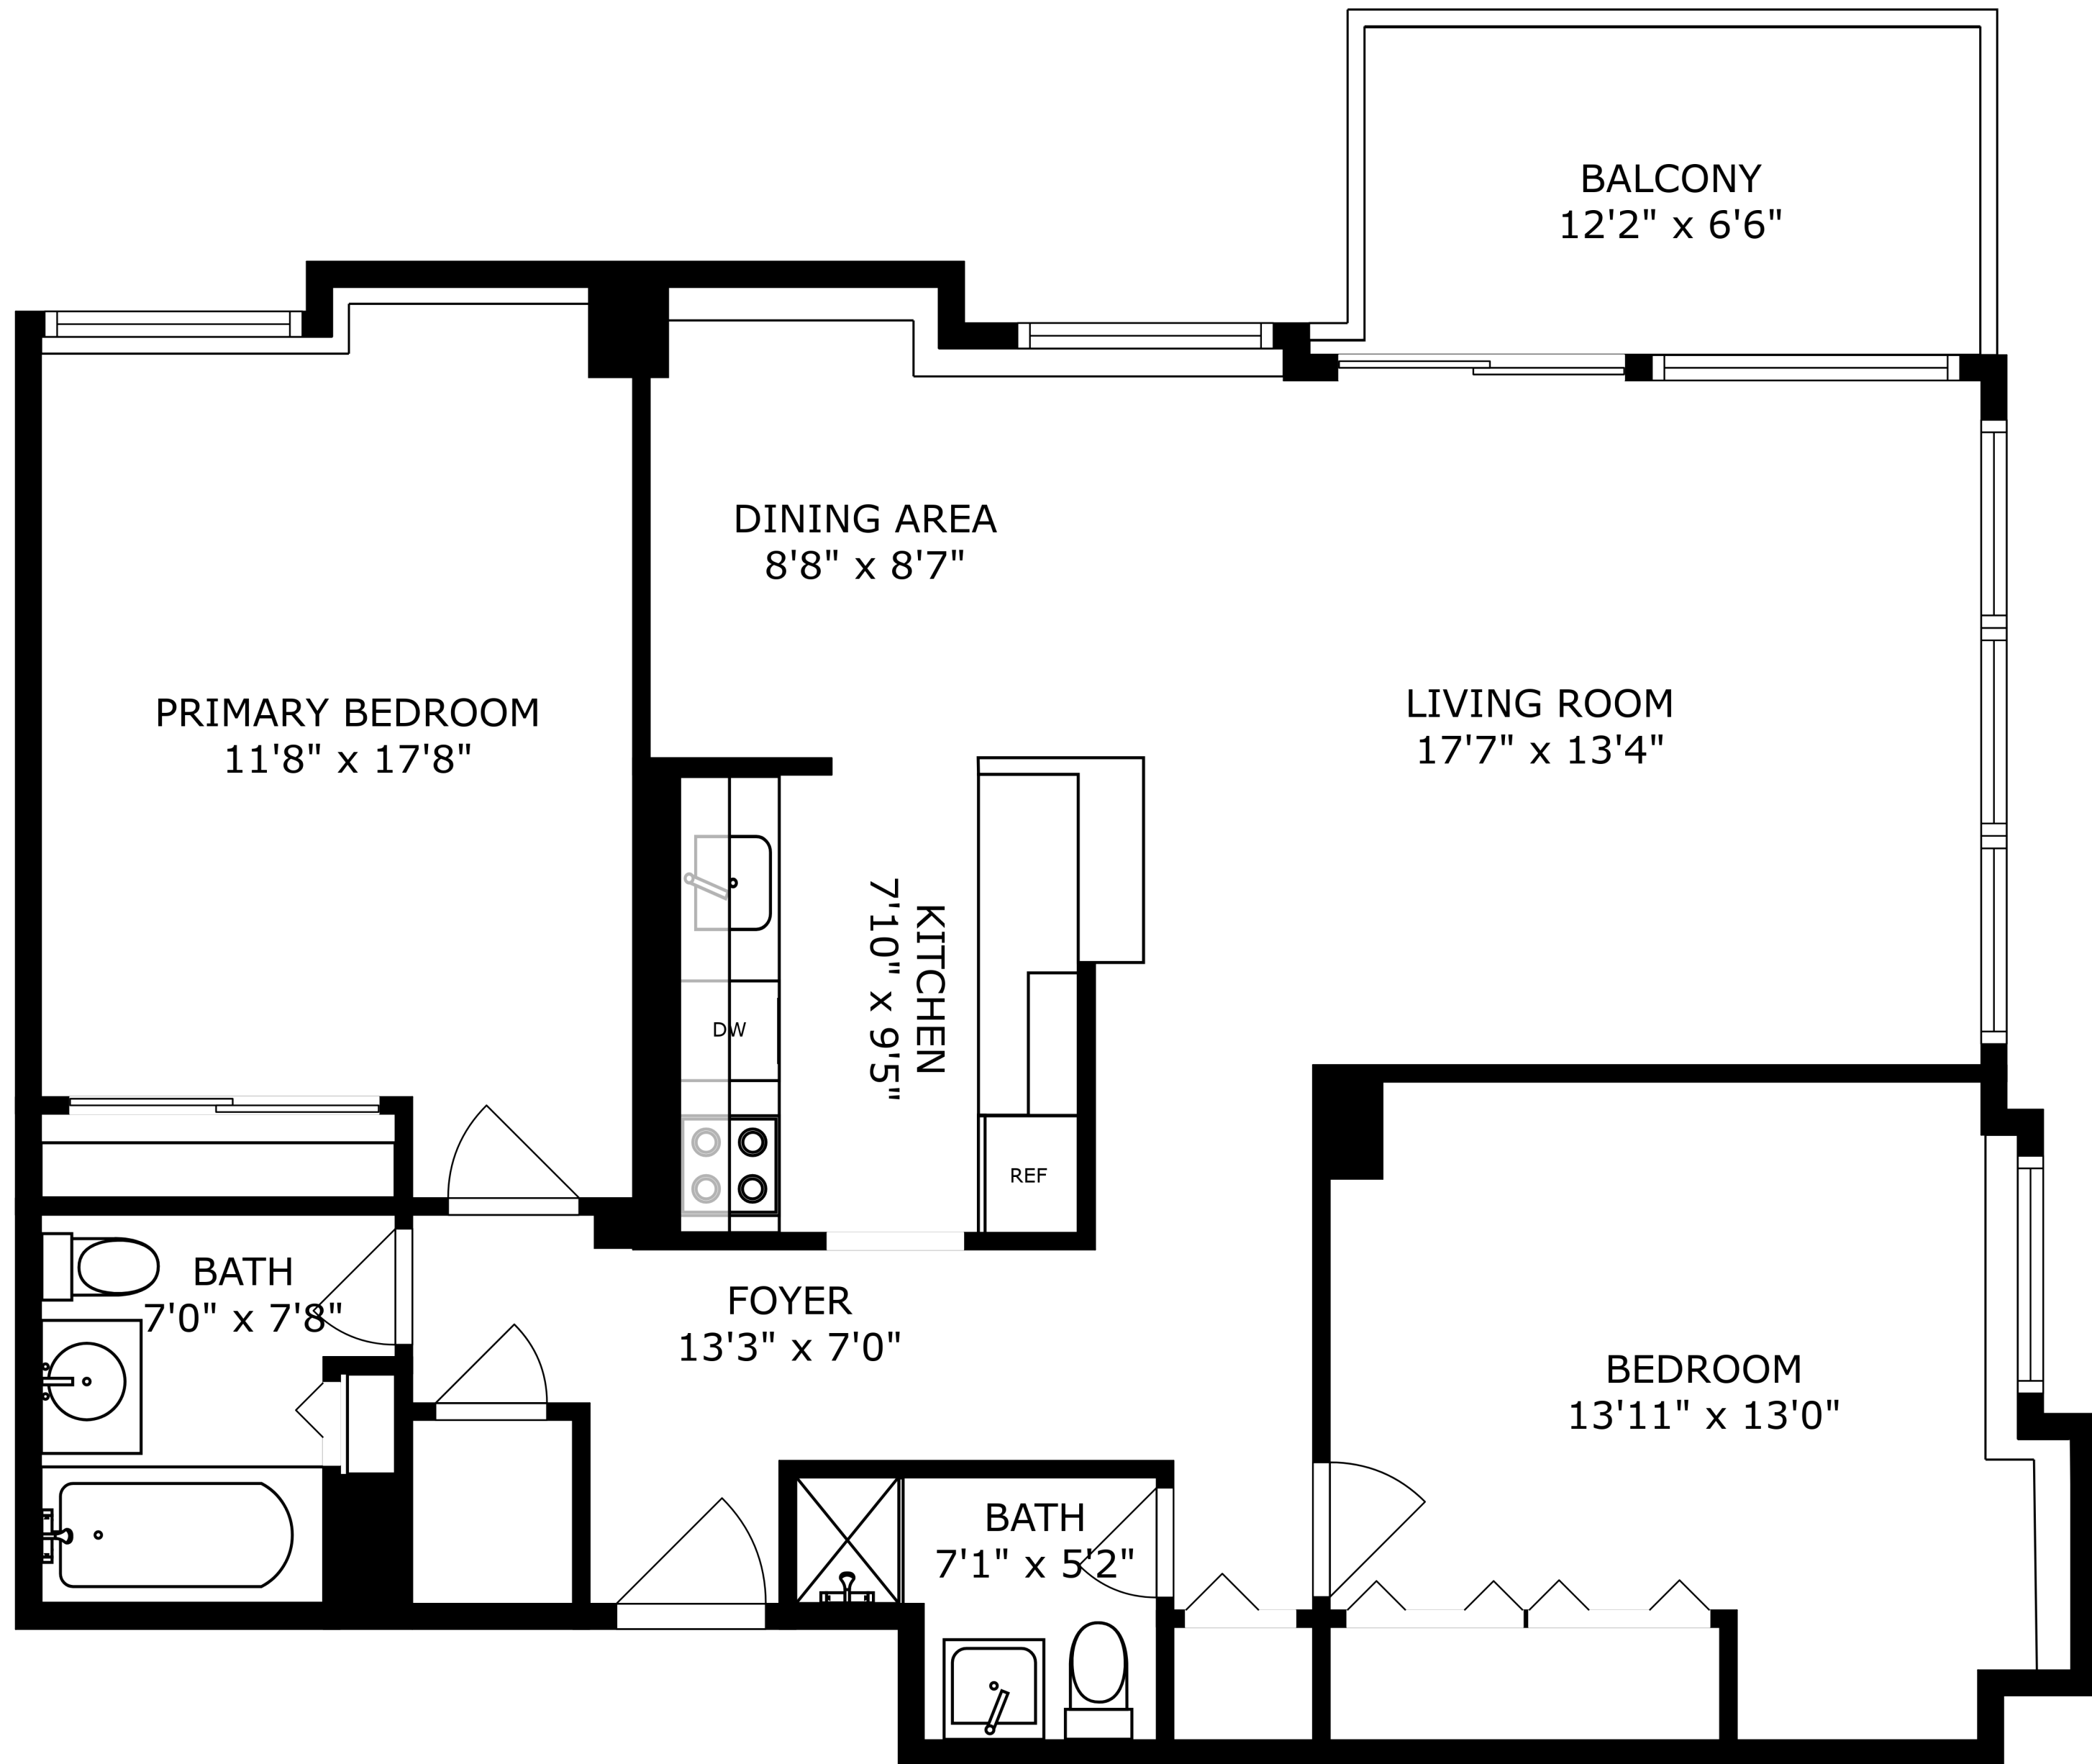 BALCONY
12'2" x 6'6"
DINING AREA
8'8" x 8'7"
PRIMARY BEDROOM
11'8" x 17'8"
LIVING ROOM
17'7" x 13'4"
KITCHEN
7'10" x 9'5"
DW
REF
BATH
7'0" x 7'8"
FOYER
13'3" x 7'0"
BEDROOM
13'11" x 13'0"
BATH
7'1" x 5'2"